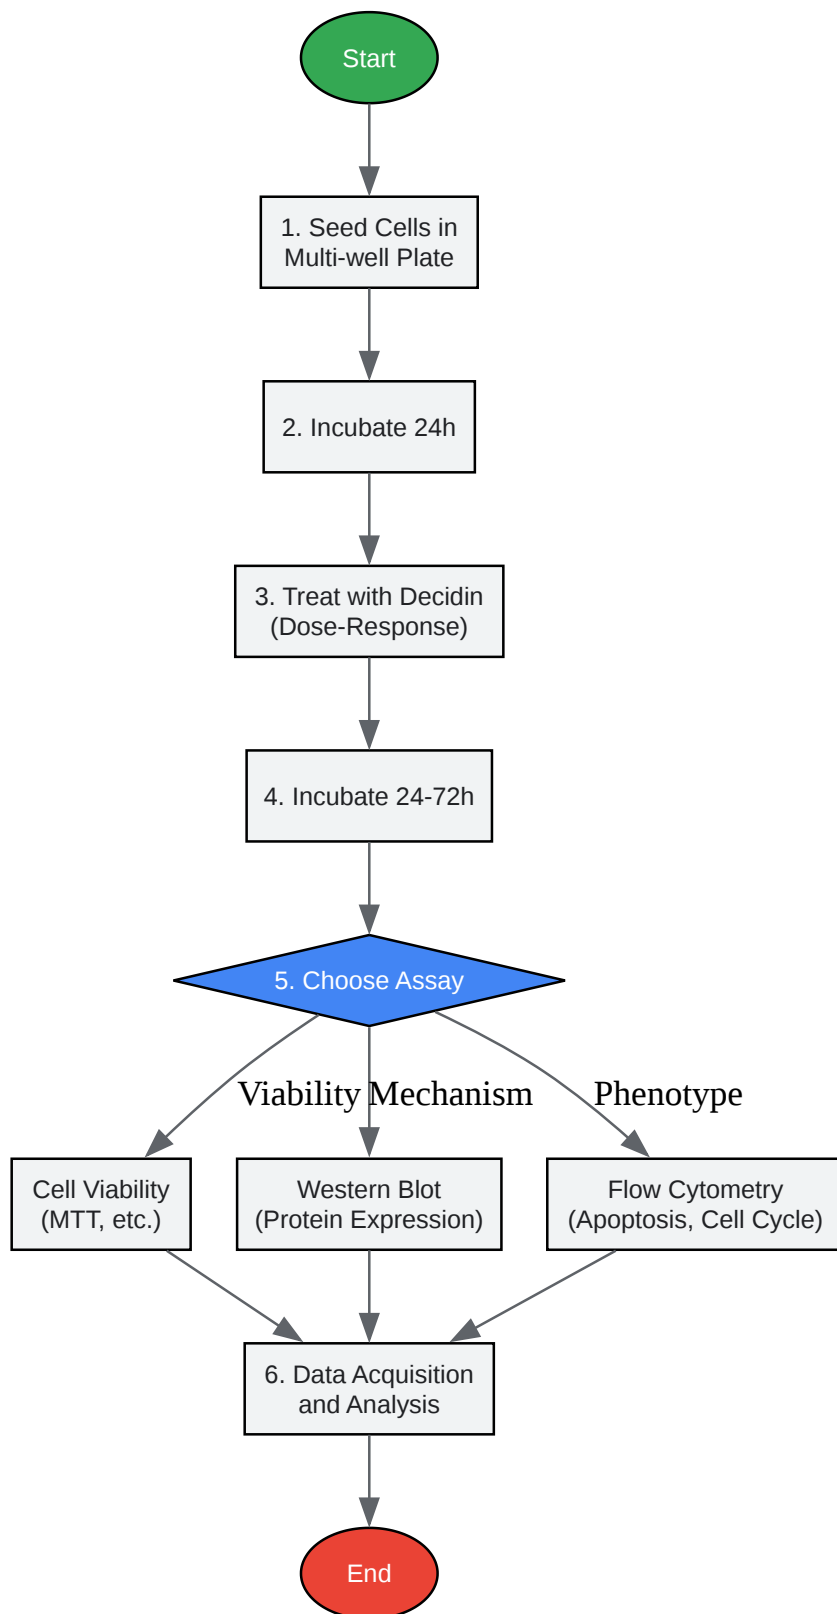 Start
1. Seed Cells in
Multi-well Plate
2. Incubate 24h
3. Treat with Decidin
(Dose-Response)
4. Incubate 24-72h
5. Choose Assay
Viability
Mechanism
Phenotype
Cell Viability
(MTT, etc.)
Western Blot
(Protein Expression)
Flow Cytometry
(Apoptosis, Cell Cycle)
6. Data Acquisition
and Analysis
End